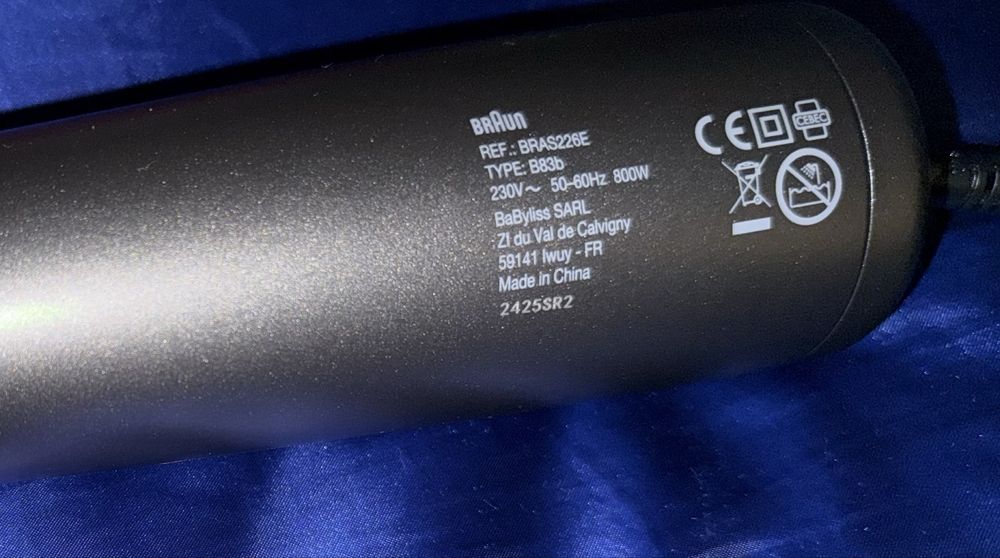 BRAUN
REF.: BRAS226E
TYPE: B83b
230V~ 50-60Hz 800W
BaByliss SARL
ZI du Val de Calvigny
59141 Iwuy - FR
Made in China
2425SR2
CE
CEBEC